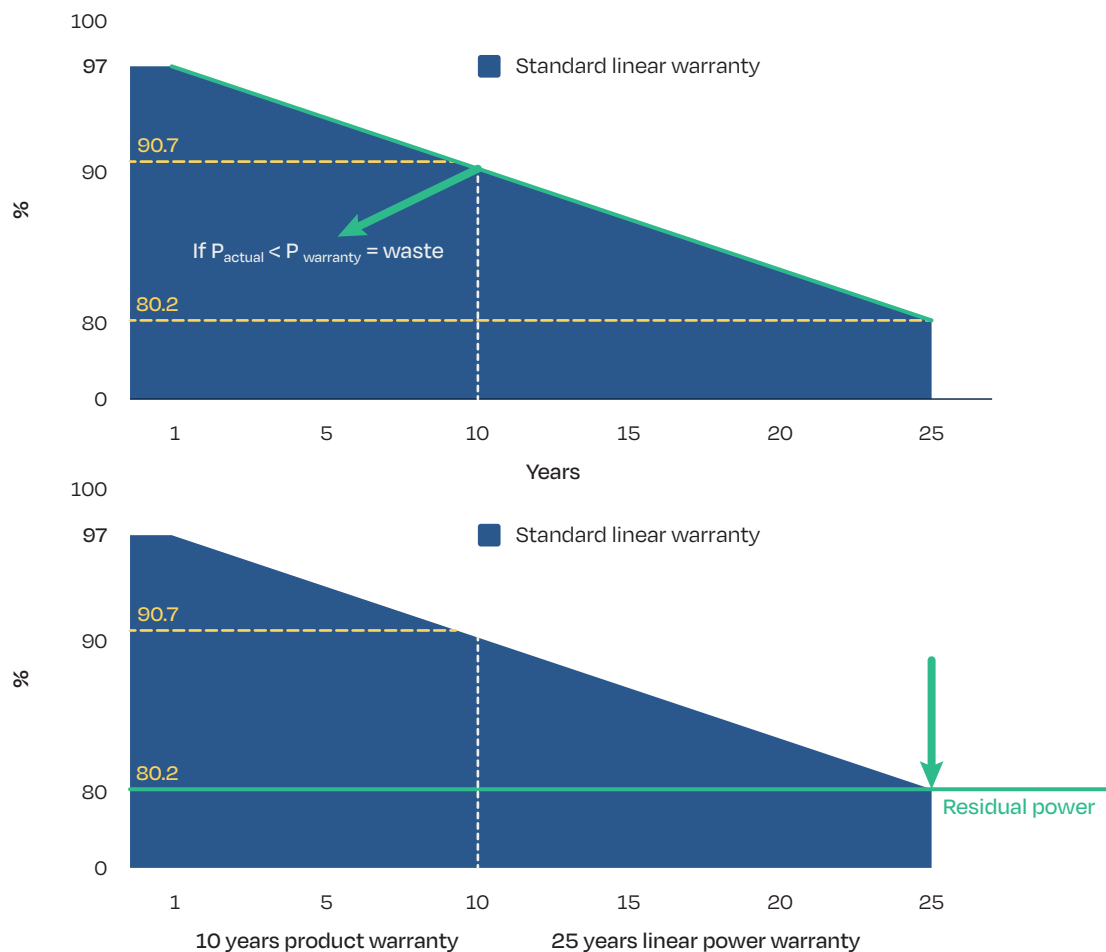 100
97
Standard linear warranty
90.7
90
%
If P actual < P warranty = waste
80.2
80
0
1 5 10 15 20 25
Years
100
97
Standard linear warranty
90.7
90
%
80.2
80
Residual power
0
1 5 10 15 20 25
10 years product warranty 25 years linear power warranty